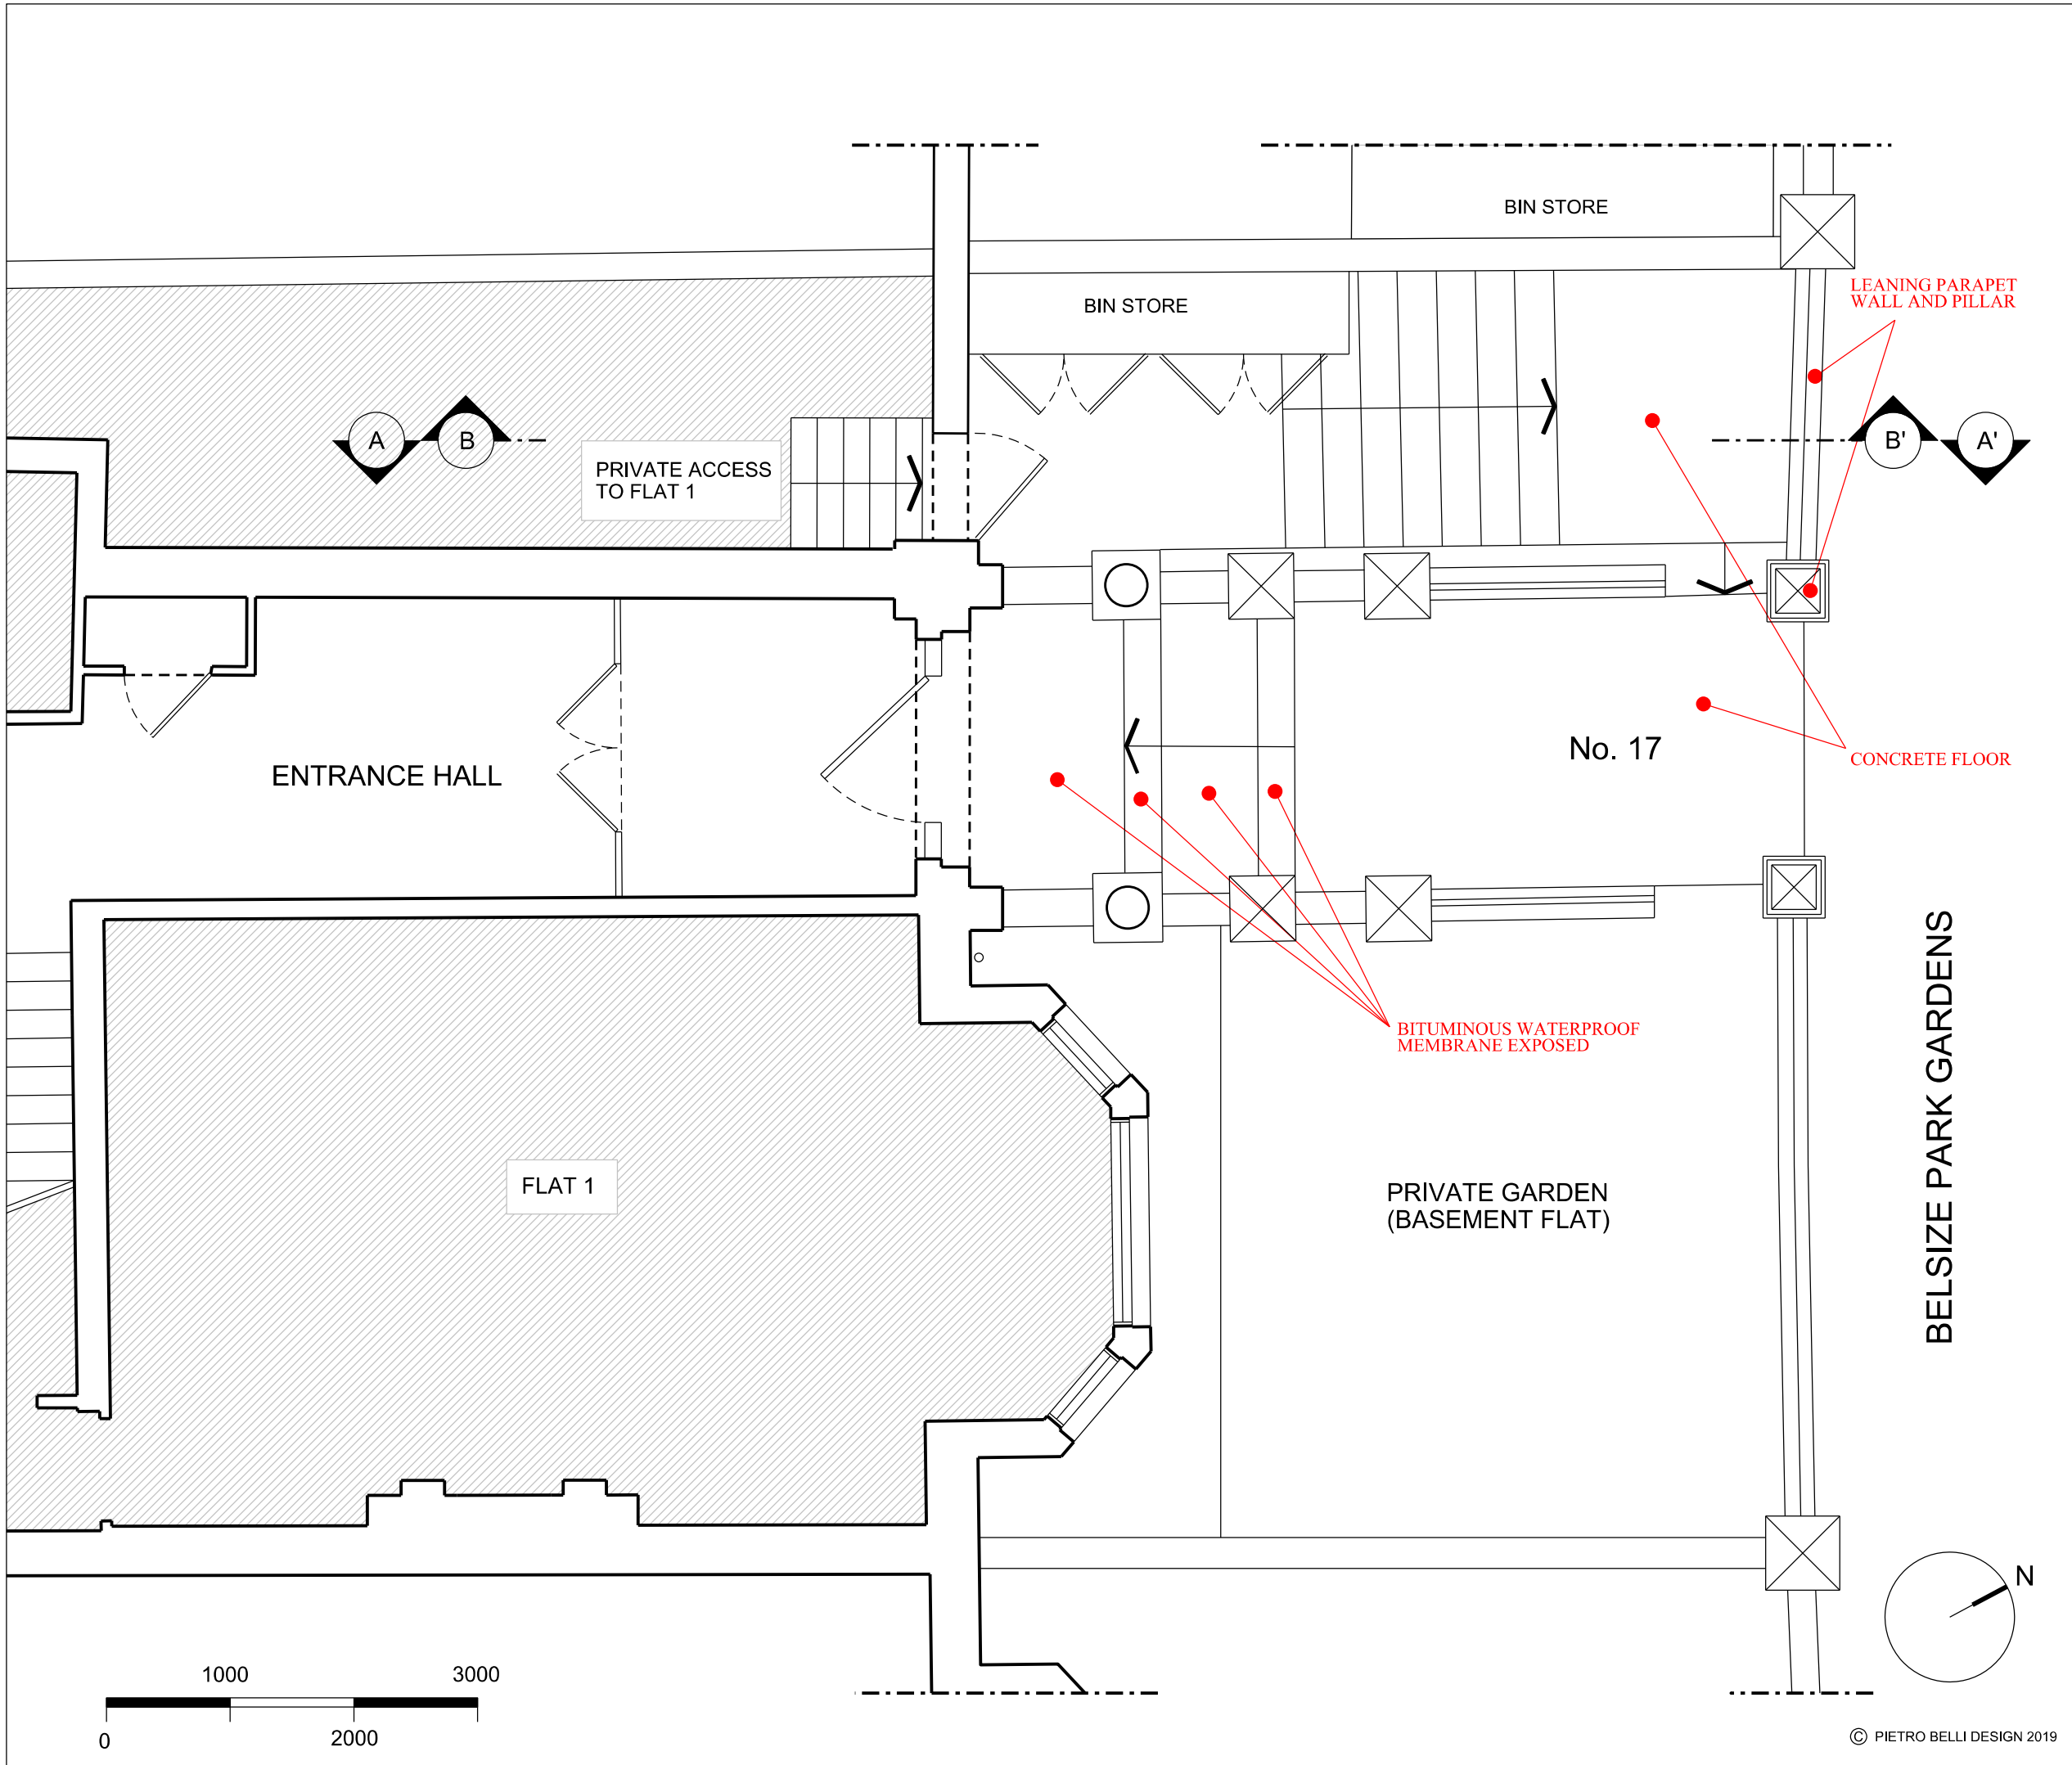 BIN STORE
LEANING PARAPET
WALL AND PILLAR
BIN STORE
A
B
B'
A'
PRIVATE ACCESS
TO FLAT 1
ENTRANCE HALL
No. 17
CONCRETE FLOOR
BITUMINOUS WATERPROOF
MEMBRANE EXPOSED
BELSIZE PARK GARDENS
FLAT 1
PRIVATE GARDEN
(BASEMENT FLAT)
N
1000
3000
0
2000
© PIETRO BELLI DESIGN 2019